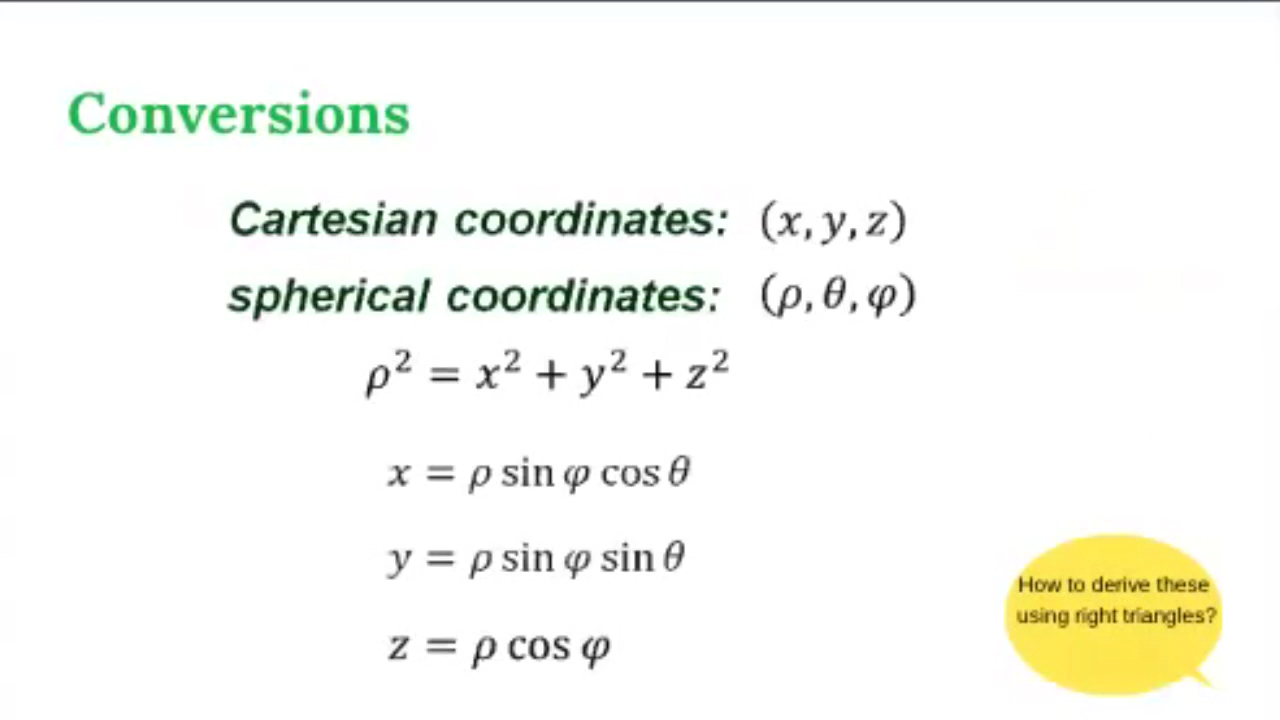 Conversions
Cartesian coordinates: (x, y, z)
spherical coordinates: (ρ, θ, φ)
ρ² = x² + y² + z²
x = ρ sin φ cos θ
y = ρ sin φ sin θ
z = ρ cos φ
How to derive these
using right triangles?